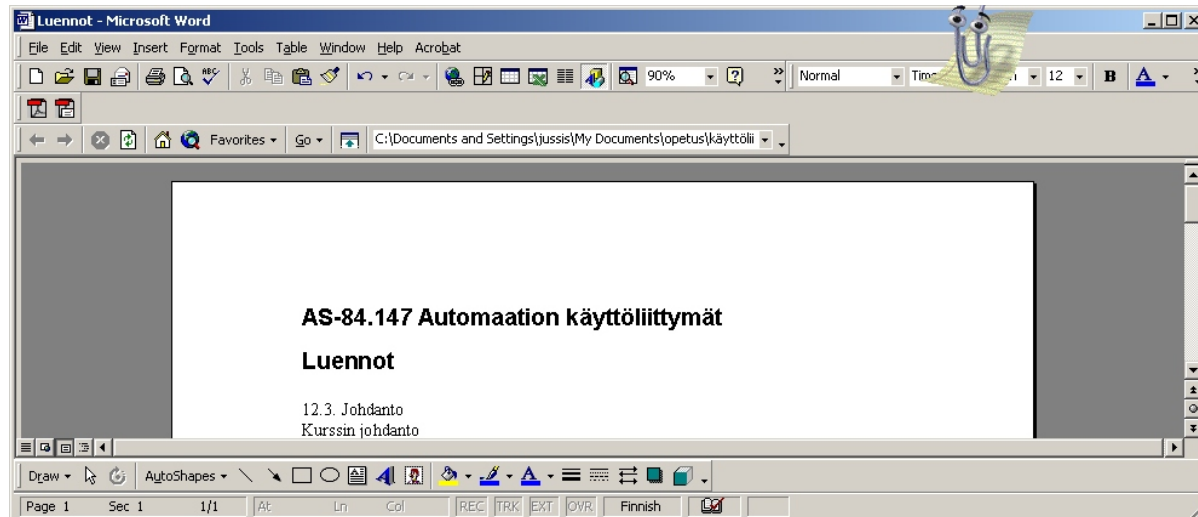 Luennot - Microsoft Word
File Edit View Insert Format Tools Table Window Help Acrobat
ABC 90% Normal 12 B A
Favorites Go C:\Documents and Settings\jussis\My Documents\opetus\käyttölii
AS-84.147 Automaation käyttöliittymät
Luennot
12.3. Johdanto
Kurssin johdanto
Draw AutoShapes A A
Page 1 Sec 1 1/1 At Ln Col REC TRK EXT OVR Finnish